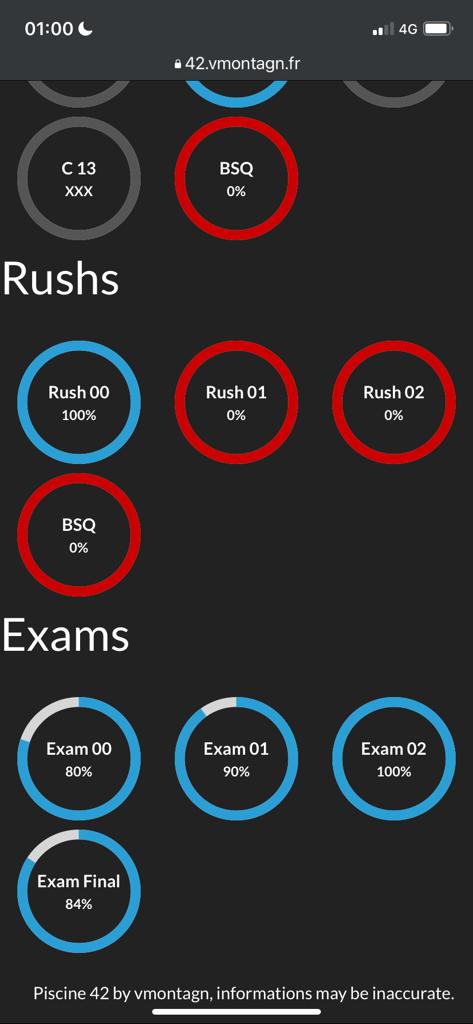 01:00
4G
42.vmontagn.fr
C 13
XXX
BSQ
0%
Rushs
Rush 00
100%
Rush 01
0%
Rush 02
0%
BSQ
0%
Exams
Exam 00
80%
Exam 01
90%
Exam 02
100%
Exam Final
84%
Piscine 42 by vmontagn, informations may be inaccurate.